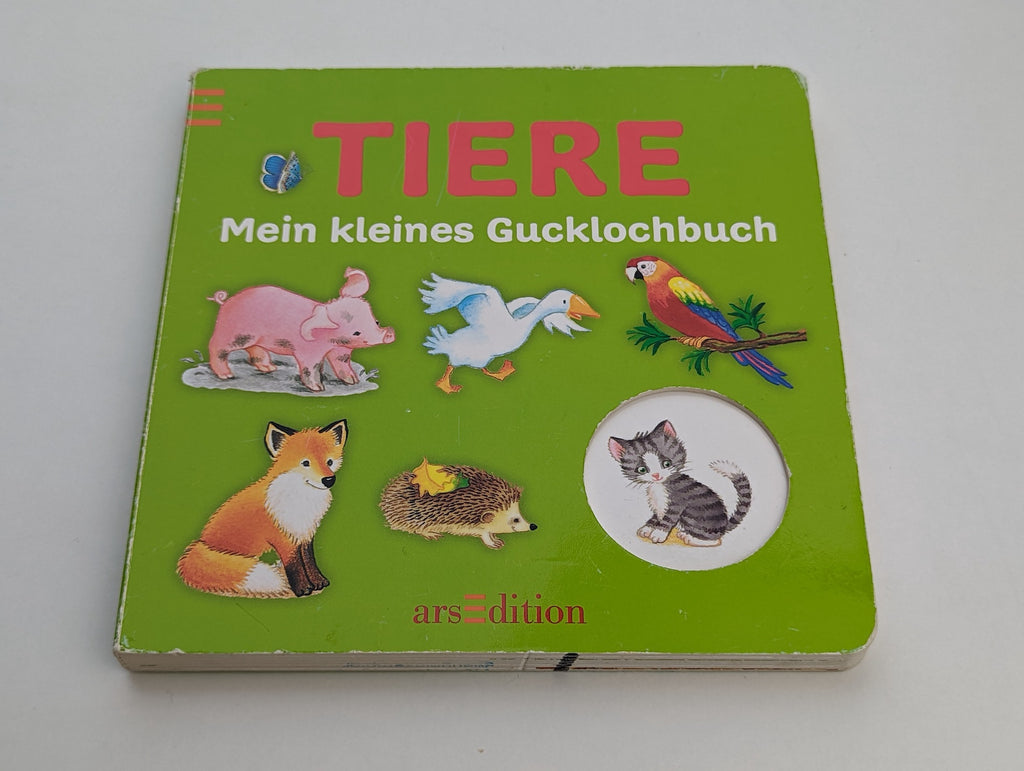 TIERE
Mein kleines Gucklochbuch
arsEdition